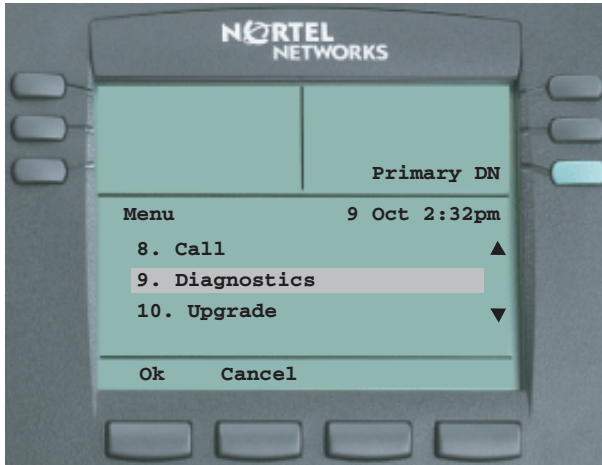 NORTEL
NETWORKS
Primary DN
Menu 9 Oct 2:32pm
8. Call
9. Diagnostics
10. Upgrade
Ok Cancel